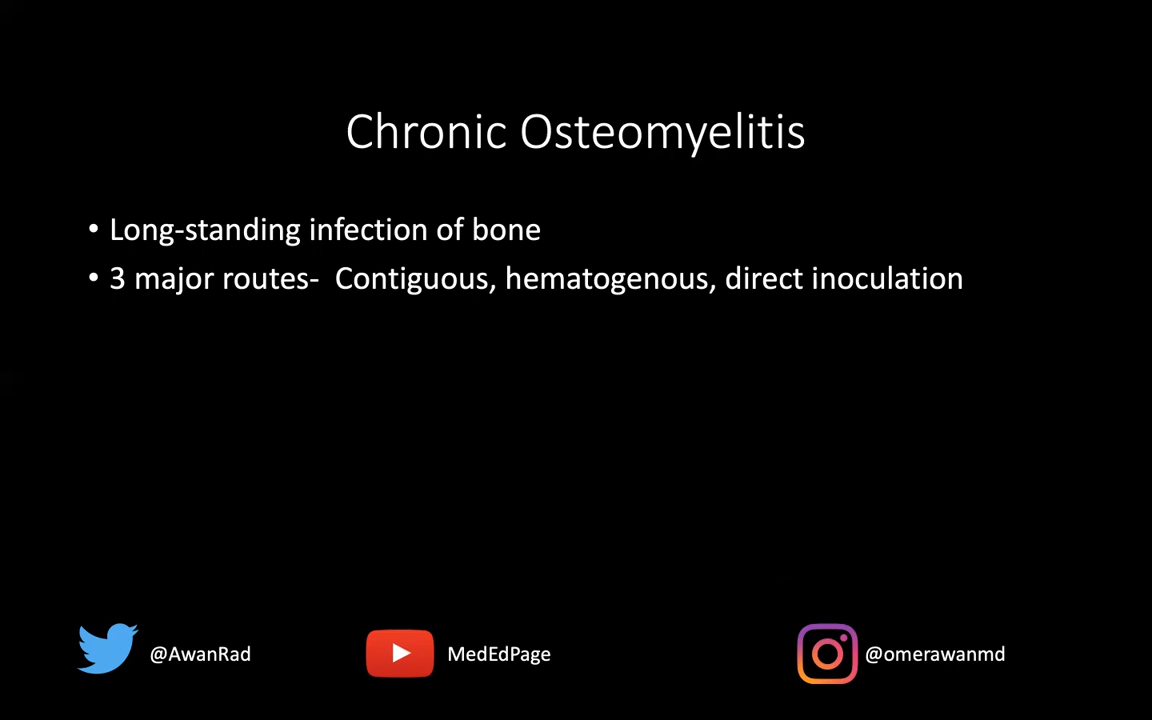 Chronic Osteomyelitis
• Long-standing infection of bone
• 3 major routes-  Contiguous, hematogenous, direct inoculation
@AwanRad
MedEdPage
@omerawanmd